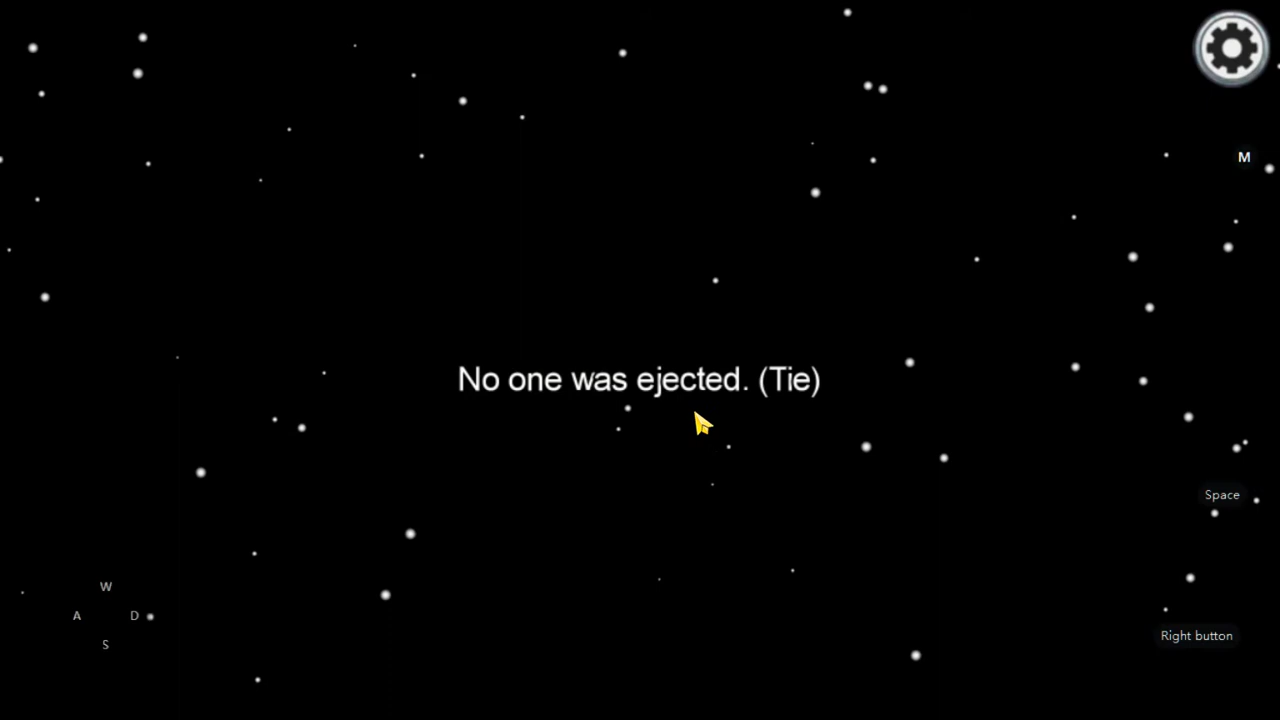 M
No one was ejected. (Tie)
Space
W
A D
S
Right button